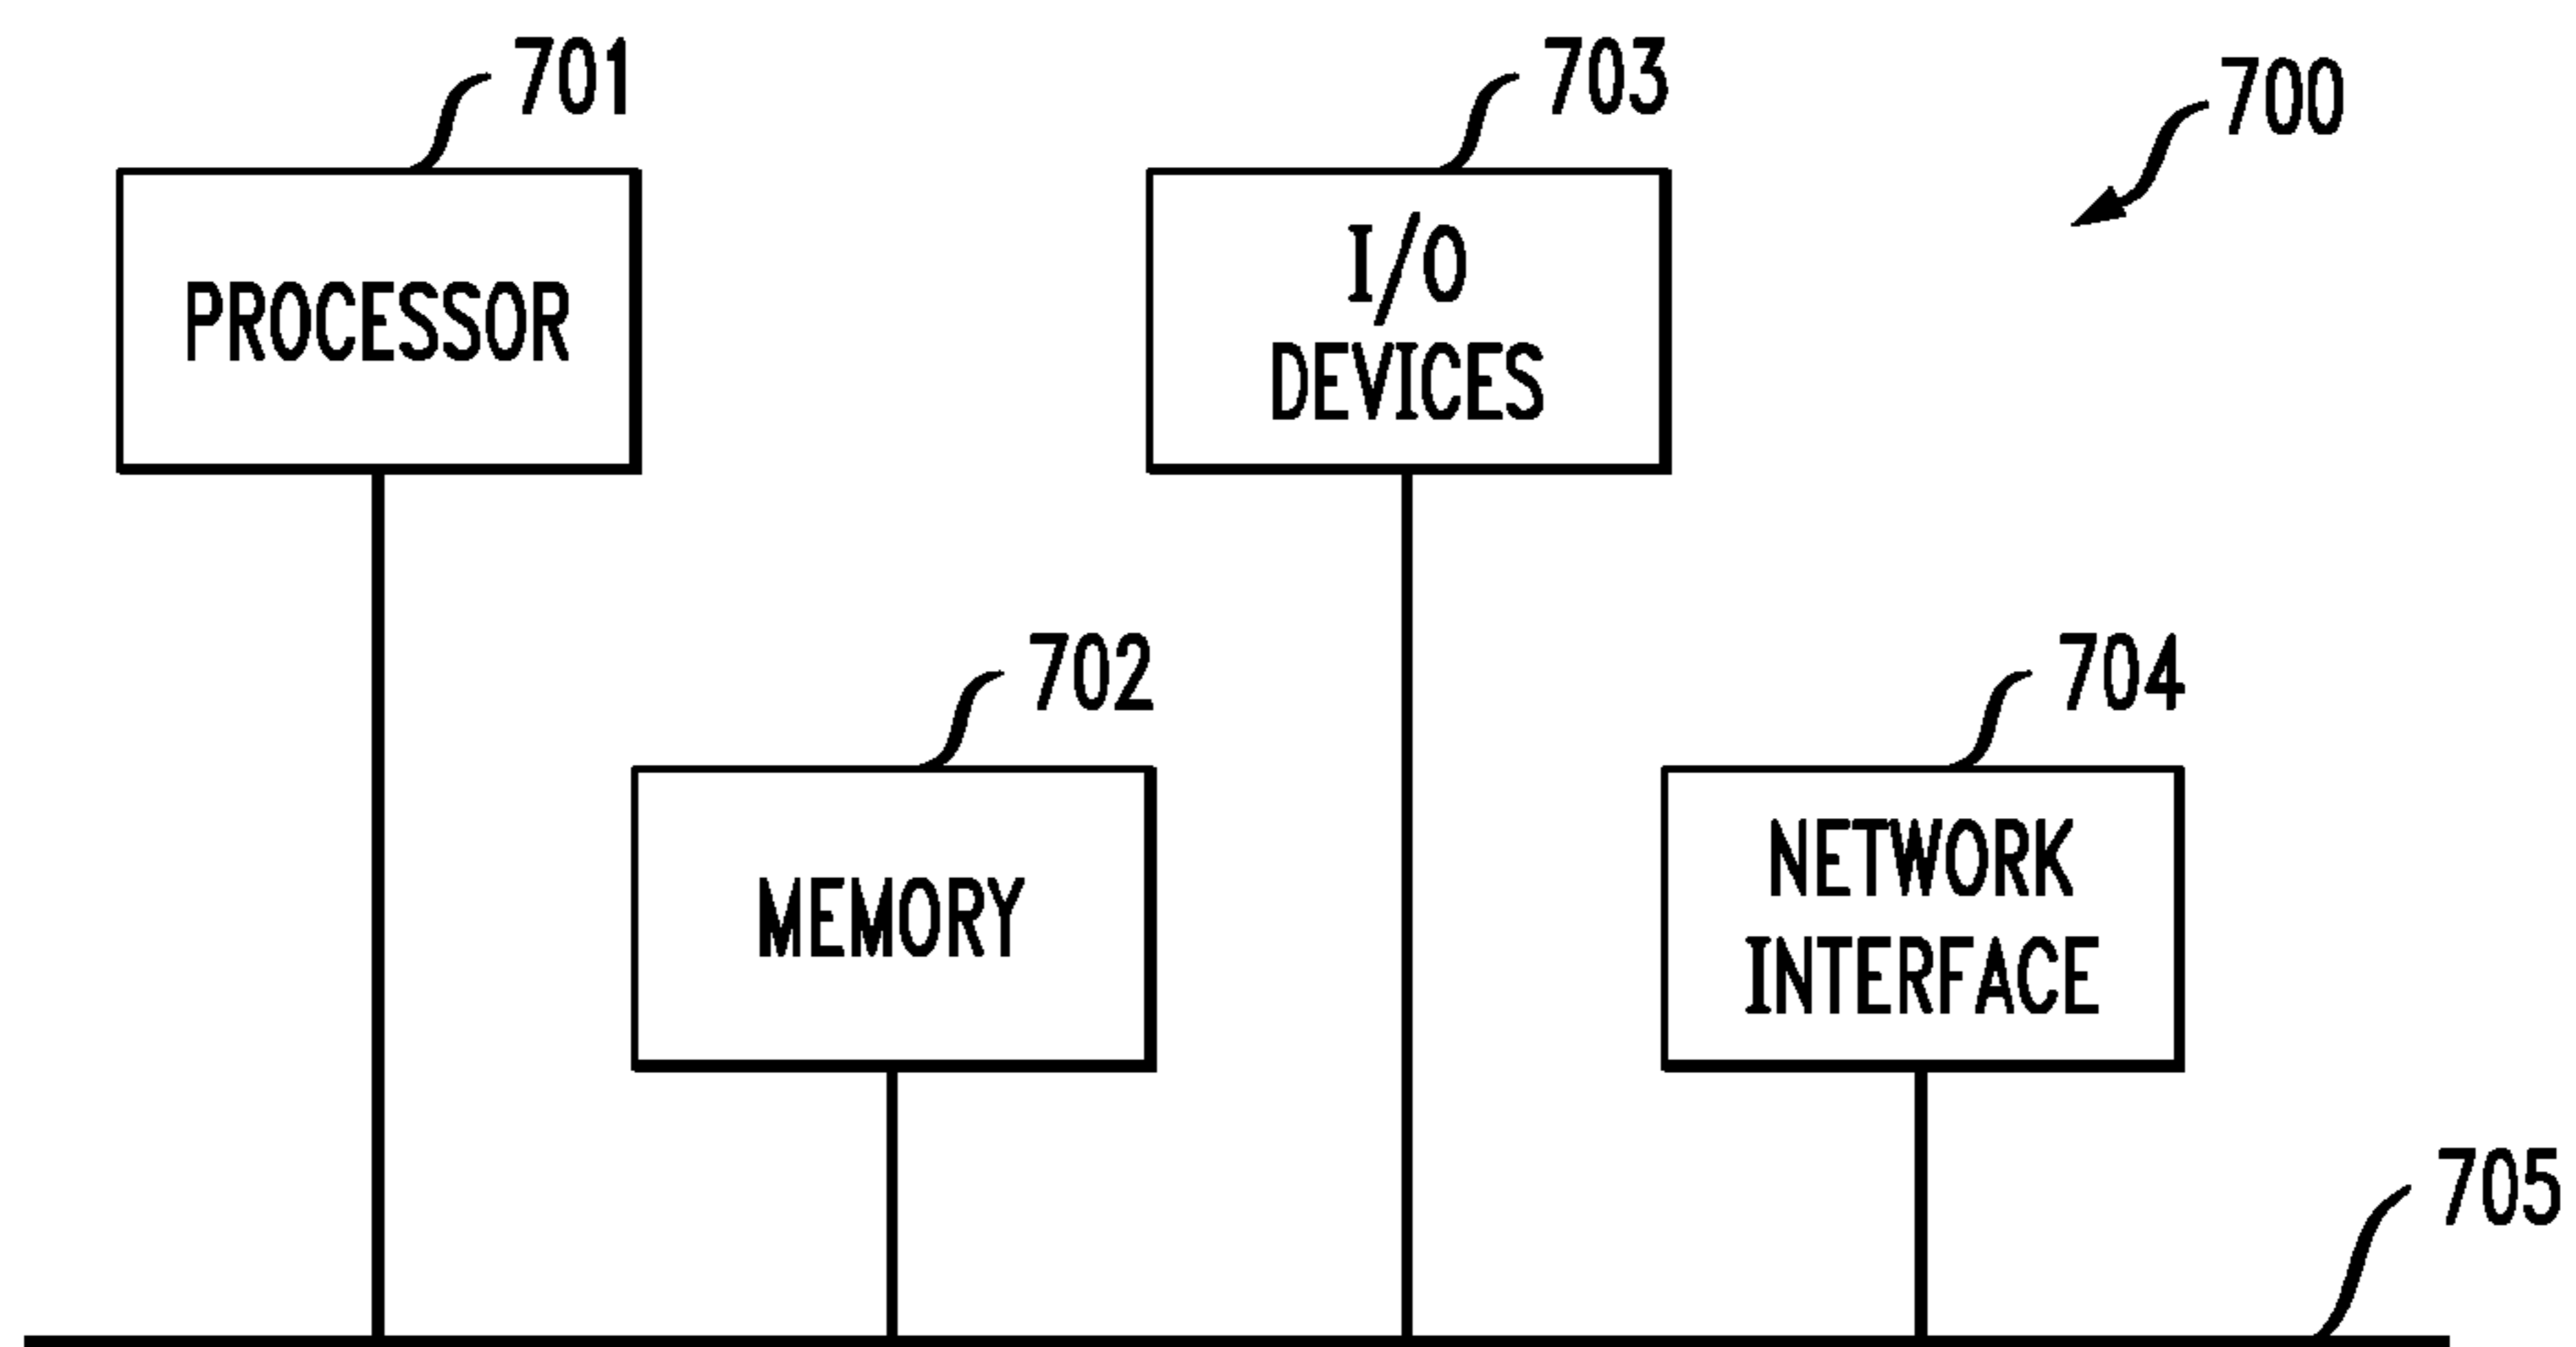 701
703
700
PROCESSOR
I/O
DEVICES
702
704
MEMORY
NETWORK
INTERFACE
705